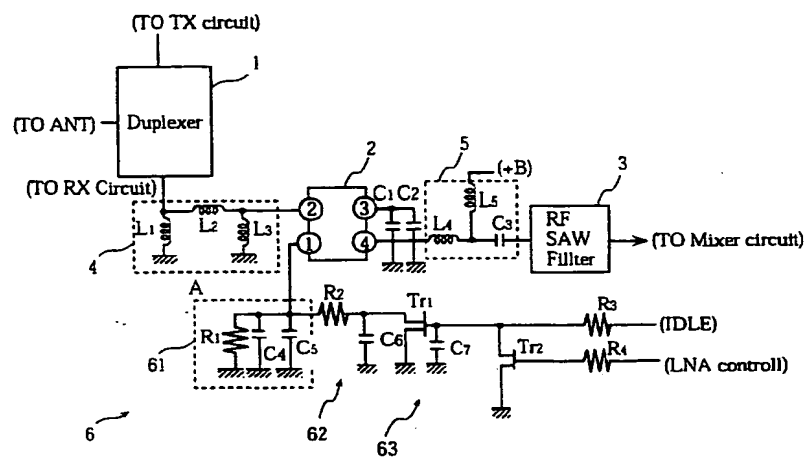 (TO TX circuit)
1
Duplexer
(TO ANT)
(TO RX Circuit)
2
5
(+B)
3
L1
L2
L3
4
2
3
1
4
C1
C2
L4
L5
C3
RF
SAW
Fillter
(TO Mixer circuit)
A
R1
C4
C5
61
R2
C6
62
Tr1
C7
63
R3
(IDLE)
Tr2
R4
(LNA controll)
6